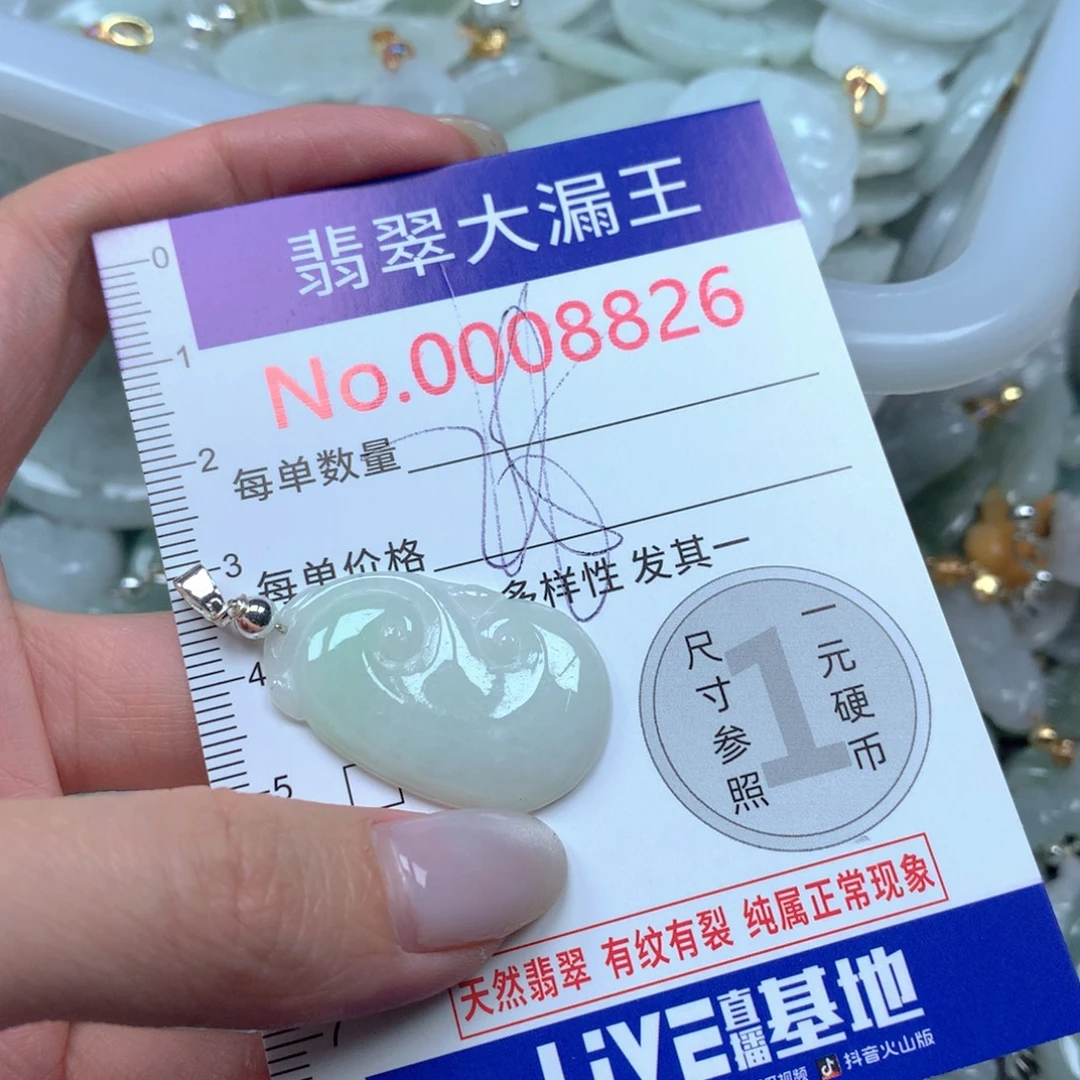 翡翠大漏王
No.0008826
每单数量
每单价格
多样性 发其一
0
1
2
3
4
5
7
1
一元硬币
尺寸参照
天然翡翠 有纹有裂 纯属正常现象
LiVE直播基地
视频 抖音火山版